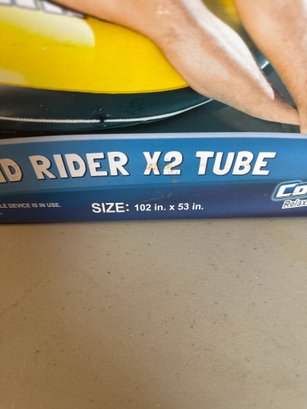 RIDER X2 TUBE
LE DEVICE IS IN USE.
SIZE: 102 in. x 53 in.
Co
Relax